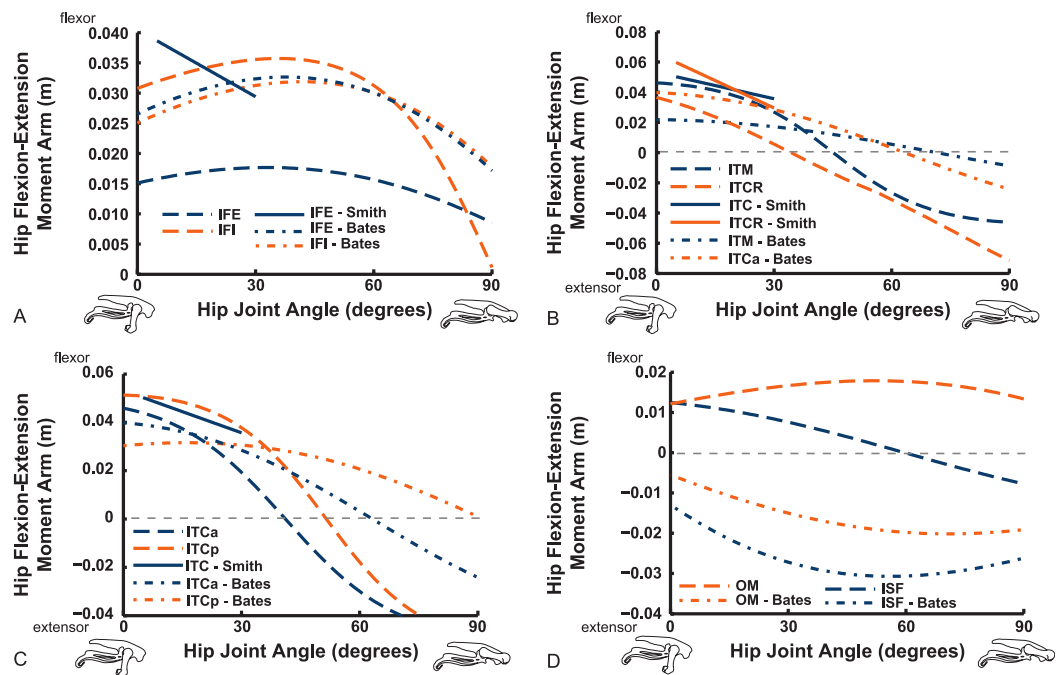 flexor
Hip Flexion-Extension
Moment Arm (m)
0.040
0.035
0.030
0.025
0.020
0.015
0.010
0.005
0
IFE
IFI
IFE - Smith
IFE - Bates
IFI - Bates
0
30
60
90
Hip Joint Angle (degrees)
A
flexor
Hip Flexion-Extension
Moment Arm (m)
0.08
0.06
0.04
0.02
0
−0.02
−0.04
−0.06
−0.08
ITM
ITCR
ITC - Smith
ITCR - Smith
ITM - Bates
ITCa - Bates
extensor
0
30
60
90
Hip Joint Angle (degrees)
B
flexor
Hip Flexion-Extension
Moment Arm (m)
0.06
0.04
0.02
0
−0.02
−0.04
ITCa
ITCp
ITC - Smith
ITCa - Bates
ITCp - Bates
extensor
0
30
60
90
Hip Joint Angle (degrees)
C
flexor
Hip Flexion-Extension
Moment Arm (m)
0.02
0.01
0
−0.01
−0.02
−0.03
−0.04
OM
OM - Bates
ISF
ISF - Bates
extensor
0
30
60
90
Hip Joint Angle (degrees)
D